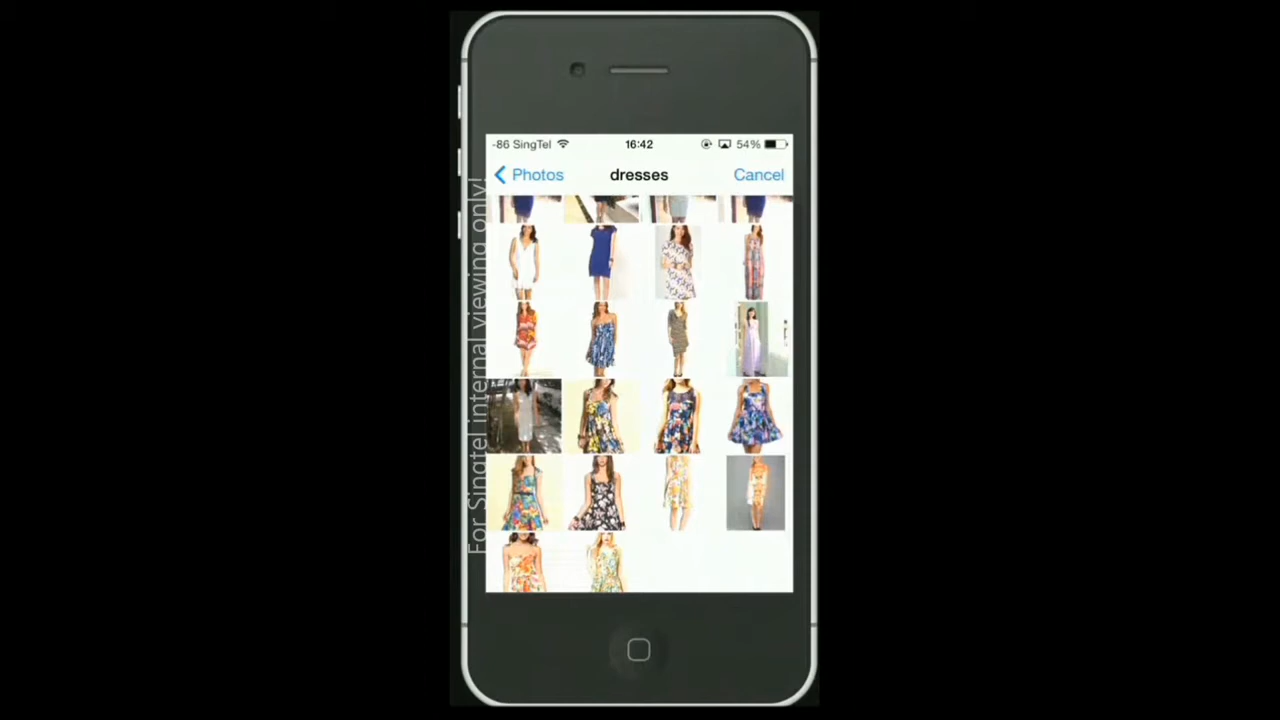 -86 SingTel 16:42 54%
Photos dresses Cancel
For Singtel internal viewing only!